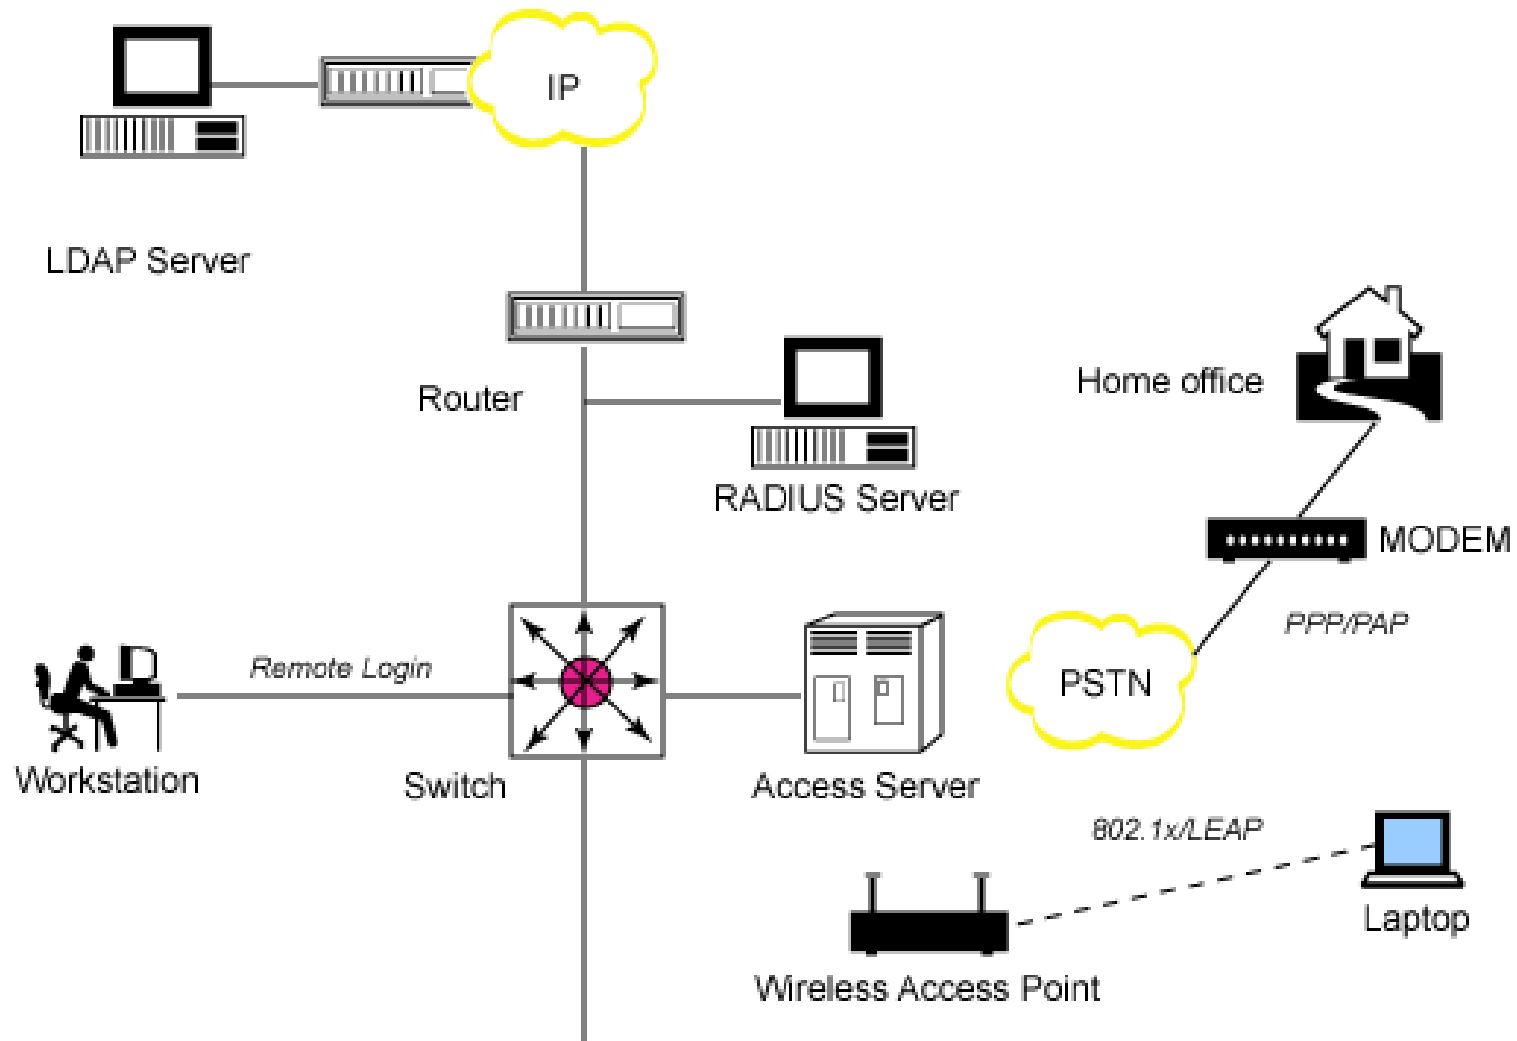 IP
LDAP Server
Router
Home office
RADIUS Server
MODEM
PPP/PAP
Remote Login
PSTN
Workstation
Switch
Access Server
802.1x/LEAP
Laptop
Wireless Access Point